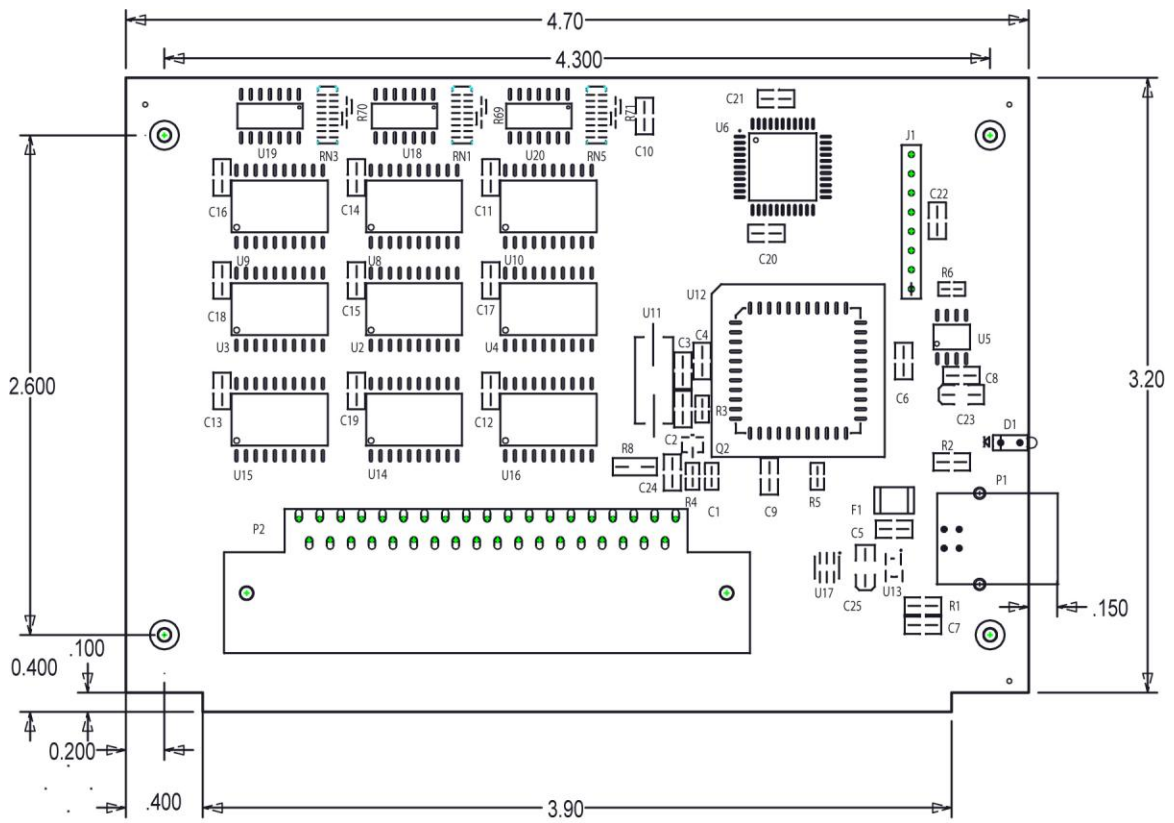 4.70
4.300
C21
U6
J1
R70
R69
R71
U19
RN3
U18
RN1
U20
RN5
C10
C16
C14
C11
C22
C20
U9
U8
U10
R6
U12
C18
C15
C17
U11
C4
C3
U5
U3
U2
U4
2.600
3.20
C8
C6
C23
C13
C19
C12
R3
D1
C2
Q2
R8
R2
U15
U14
U16
C24
R4
C1
C9
R5
P1
F1
P2
C5
U17
C25
U13
R1
.150
C7
.100
0.400
0.200
.400
3.90